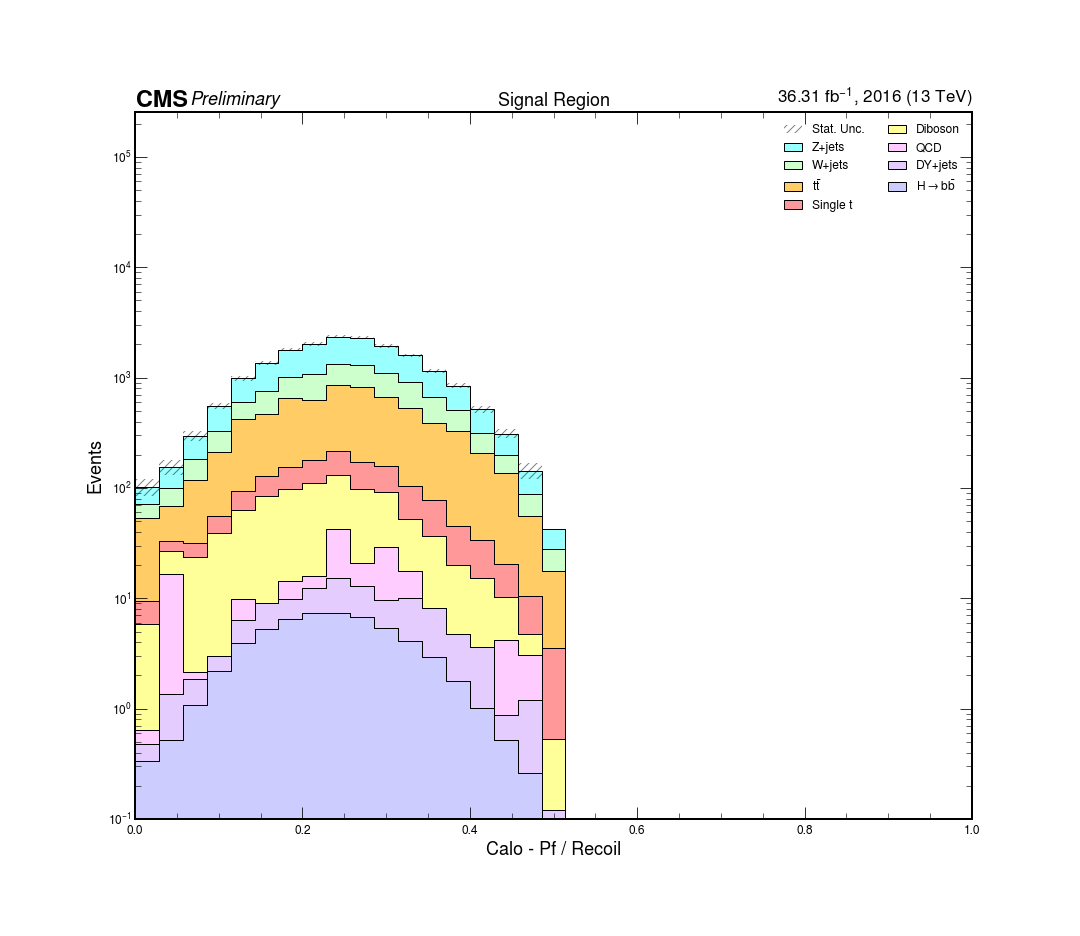 CMS Preliminary Signal Region 36.31 fb⁻¹, 2016 (13 TeV)
Stat. Unc. Diboson
Z+jets QCD
W+jets DY+jets
tt̄ H→bb̄
Single t
10⁵
10⁴
10³
10²
10¹
10⁰
10⁻¹
Events
0.0 0.2 0.4 0.6 0.8 1.0
Calo - Pf / Recoil